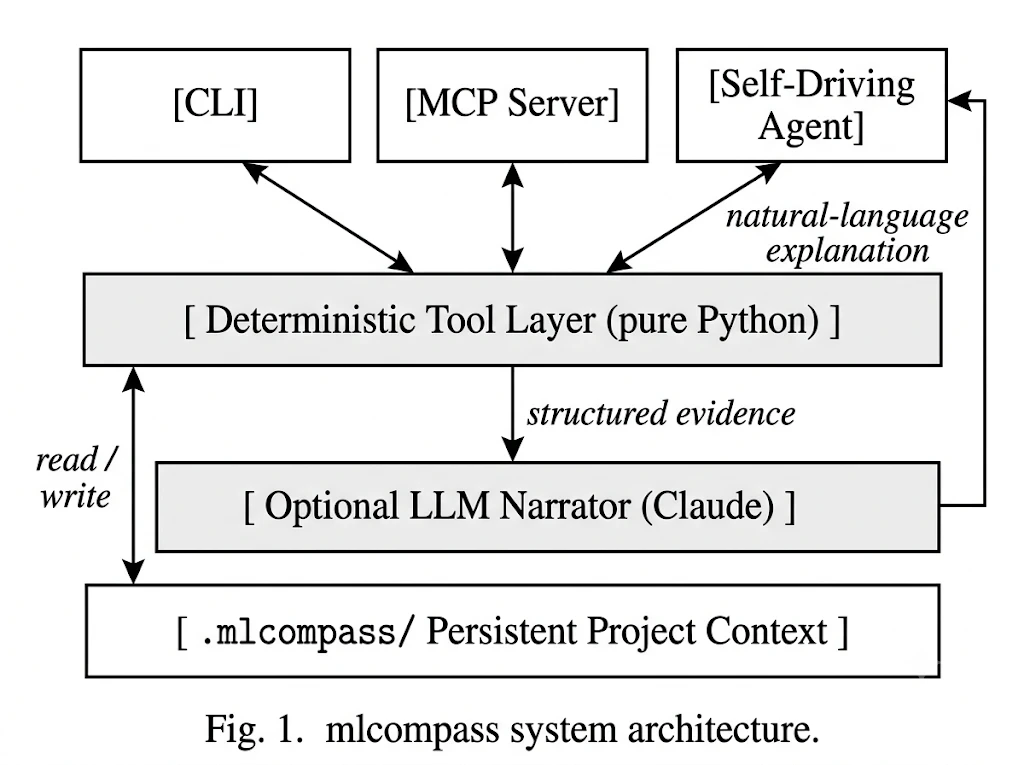 [CLI]
[MCP Server]
[Self-Driving
Agent]
natural-language
explanation
[ Deterministic Tool Layer (pure Python) ]
structured evidence
read /
write
[ Optional LLM Narrator (Claude) ]
[ .mlcompass/ Persistent Project Context ]
Fig. 1. mlcompass system architecture.